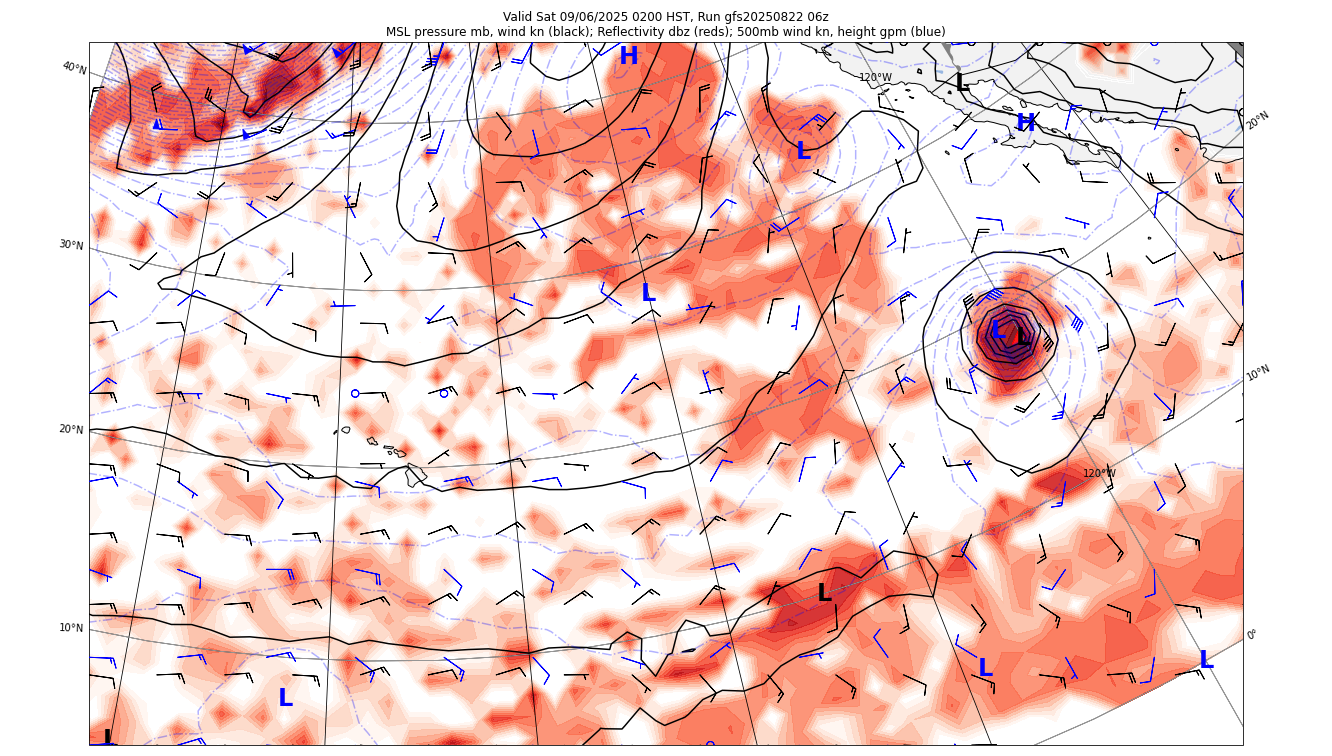 Valid Sat 09/06/2025 0200 HST, Run gfs20250822 06z
MSL pressure mb, wind kn (black); Reflectivity dbz (reds); 500mb wind kn, height gpm (blue)
40°N
H
120°W
L
20°N
H
L
30°N
L
L
L
10°N
20°N
120°W
L
10°N
0°
L
L
L
L